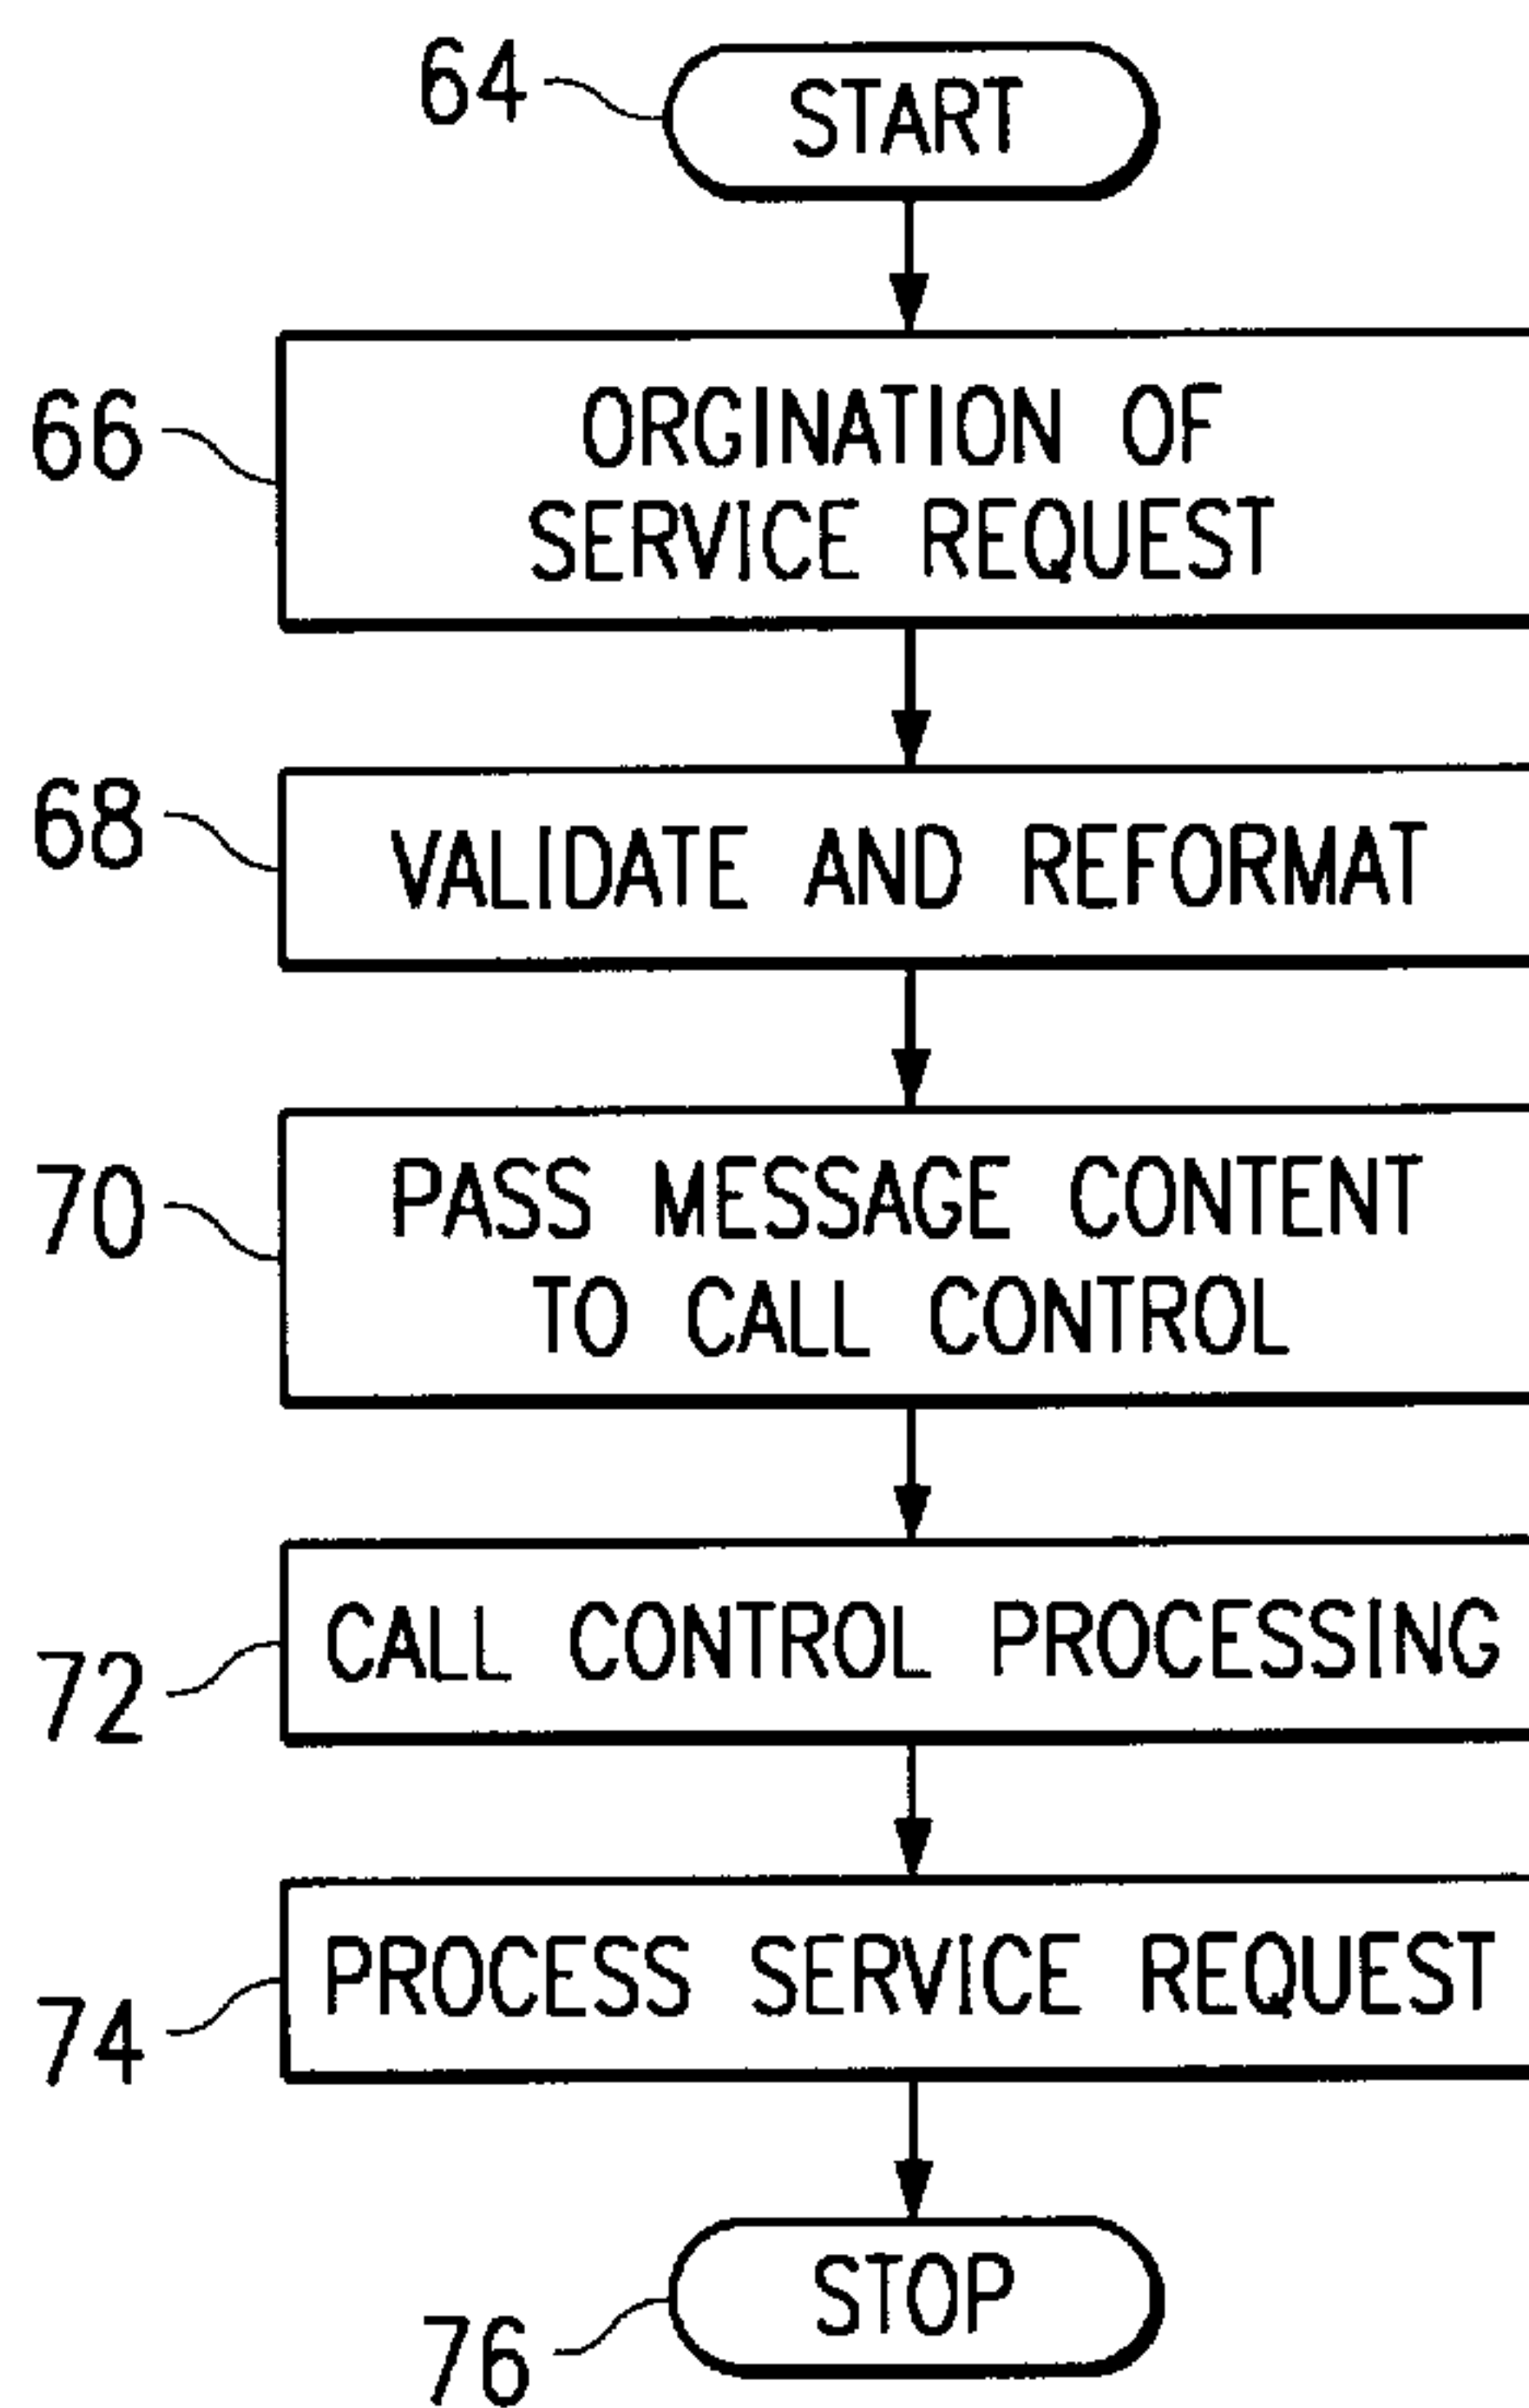 64
START
66
ORGINATION OF
SERVICE REQUEST
68
VALIDATE AND REFORMAT
70
PASS MESSAGE CONTENT
TO CALL CONTROL
72
CALL CONTROL PROCESSING
74
PROCESS SERVICE REQUEST
76
STOP